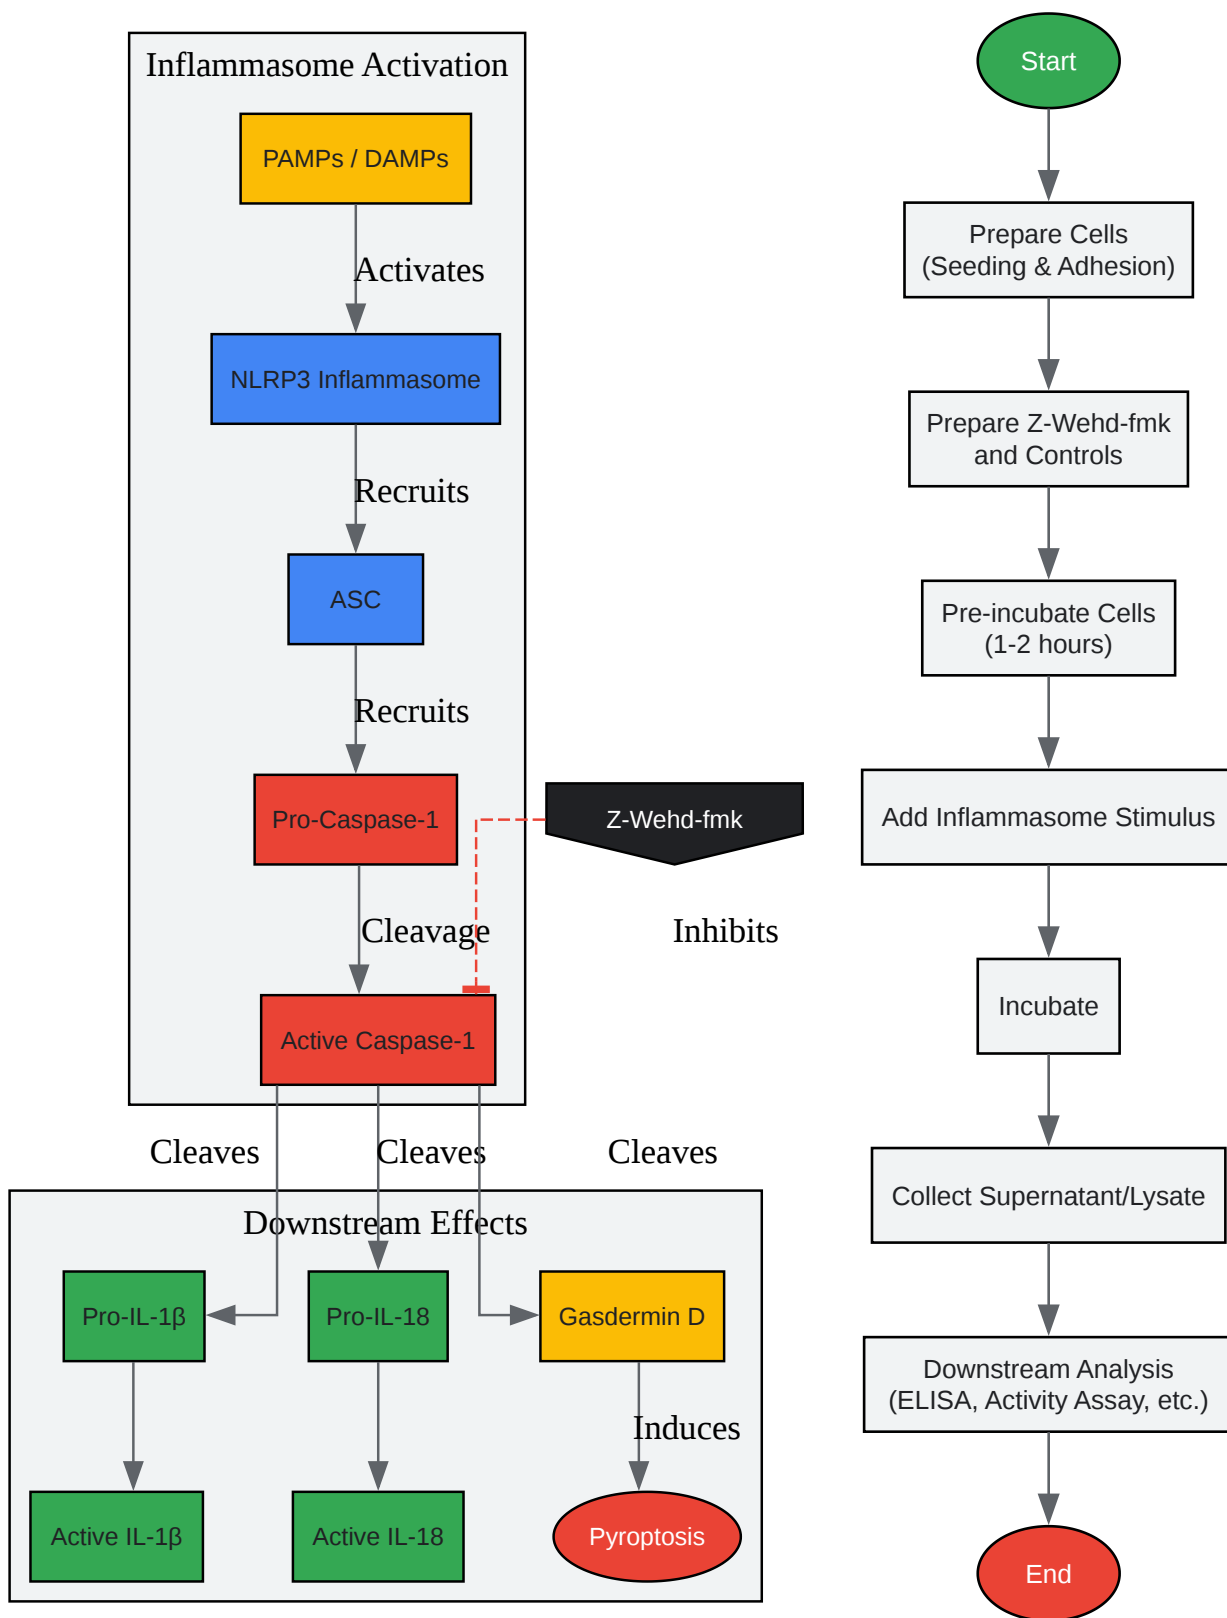 Inflammasome Activation
PAMPs / DAMPs
Activates
NLRP3 Inflammasome
Recruits
ASC
Recruits
Pro-Caspase-1
Z-Wehd-fmk
Cleavage
Inhibits
Active Caspase-1
Cleaves
Cleaves
Cleaves
Downstream Effects
Pro-IL-1β
Pro-IL-18
Gasdermin D
Induces
Active IL-1β
Active IL-18
Pyroptosis
Start
Prepare Cells
(Seeding & Adhesion)
Prepare Z-Wehd-fmk
and Controls
Pre-incubate Cells
(1-2 hours)
Add Inflammasome Stimulus
Incubate
Collect Supernatant/Lysate
Downstream Analysis
(ELISA, Activity Assay, etc.)
End